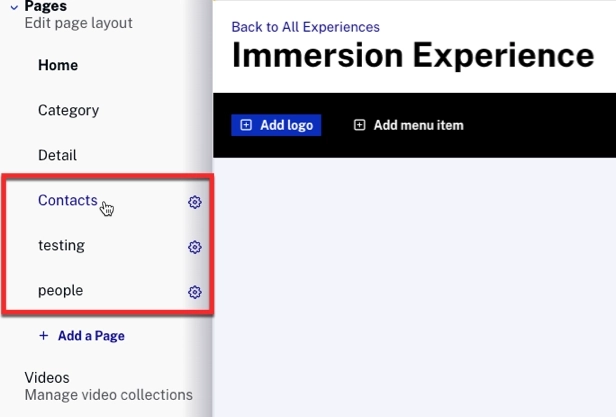 Pages
Edit page layout
Home
Category
Detail
Contacts
testing
people
+ Add a Page
Videos
Manage video collections
Back to All Experiences
Immersion Experience
Add logo
Add menu item